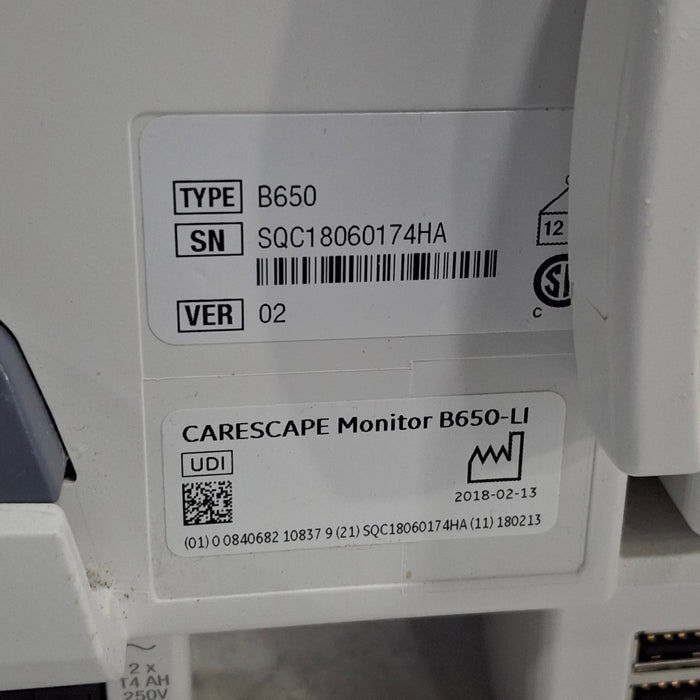 TYPE B650
SN SQC18060174HA
12
C
VER 02
CARESCAPE Monitor B650-LI
UDI
2018-02-13
(01) 0 0840682 10837 9 (21) SQC18060174HA (11) 180213
2 x
T4 AH
250V